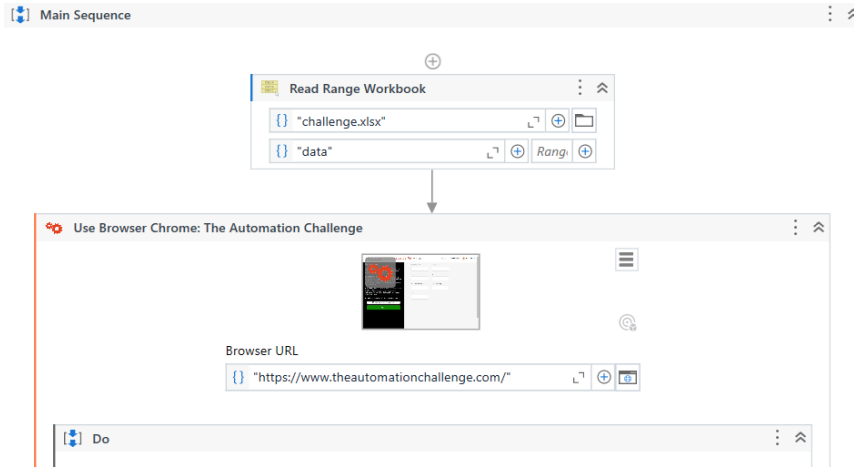 Main Sequence
Read Range Workbook
{} "challenge.xlsx"
{} "data"
Range
Use Browser Chrome: The Automation Challenge
Browser URL
{} "https://www.theautomationchallenge.com/"
Do